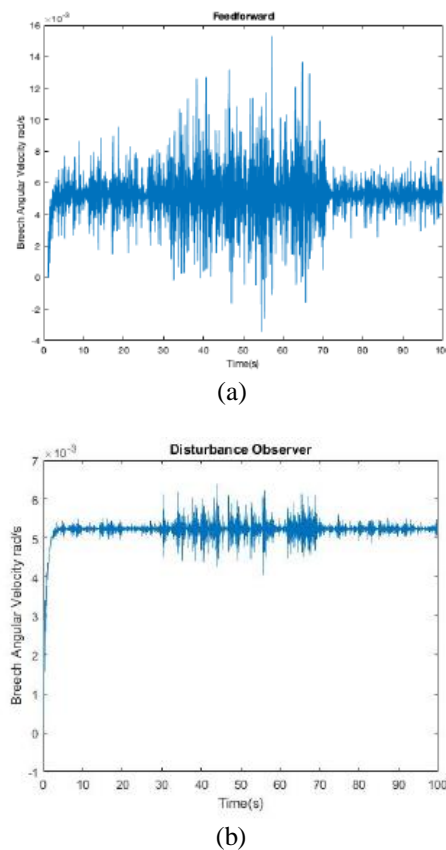 ×10⁻³
Feedforward
16
14
12
10
8
6
4
2
0
-2
-4
Breech Angular Velocity rad/s
0 10 20 30 40 50 60 70 80 90 100
Time(s)
(a)
×10⁻³
Disturbance Observer
7
6
5
4
3
2
1
0
-1
Breech Angular Velocity rad/s
0 10 20 30 40 50 60 70 80 90 100
Time(s)
(b)